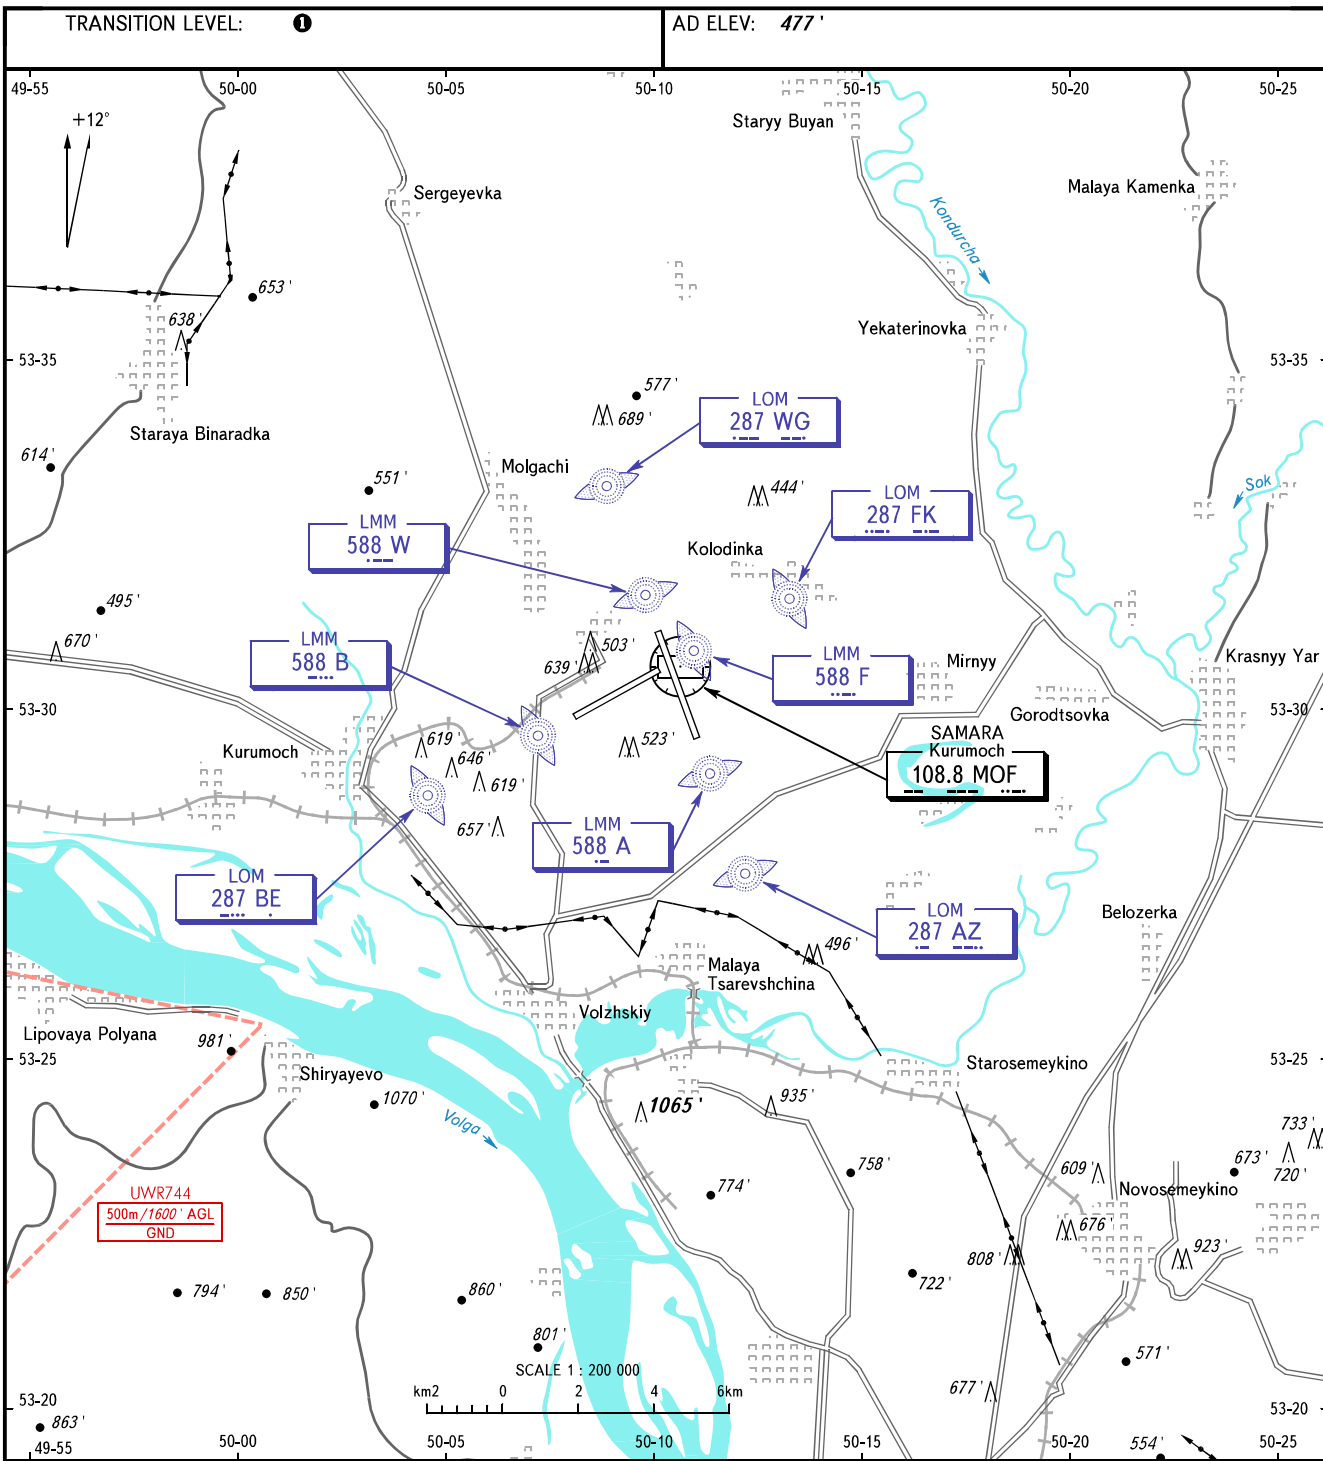 TRANSITION LEVEL: ❶
AD ELEV: 477'
49-55 50-00 50-05 50-10 50-15 50-20 50-25
+12°
Staryy Buyan
Malaya Kamenka
Sergeyevka
Kondurcha
653'
638'
Yekaterinovka
53-35
53-35
577'
689'
LOM
287 WG
Staraya Binaradka
614'
551'
Molgachi
444'
LOM
287 FK
Sok
LMM
588 W
Kolodinka
495'
670'
503'
639'
LMM
588 B
LMM
588 F
Mirnyy
Krasnyy Yar
53-30
Gorodtsovka
53-30
Kurumoch
619'
646'
619'
523'
SAMARA
Kurumoch
108.8 MOF
657'
LMM
588 A
LOM
287 BE
LOM
287 AZ
Belozerka
496'
Malaya
Tsarevshchina
Volzhskiy
Lipovaya Polyana
981'
53-25
53-25
Shiryayevo
Starosemeykino
1070'
Volga
1065'
935'
733'
720'
673'
609'
758'
774'
Novosemeykino
UWR744
500m/1600' AGL
GND
676'
808'
923'
722'
794'
850'
860'
801'
571'
SCALE 1 : 200 000
km2 0 2 4 6km
677'
53-20
53-20
863'
554'
49-55 50-00 50-05 50-10 50-15 50-20 50-25